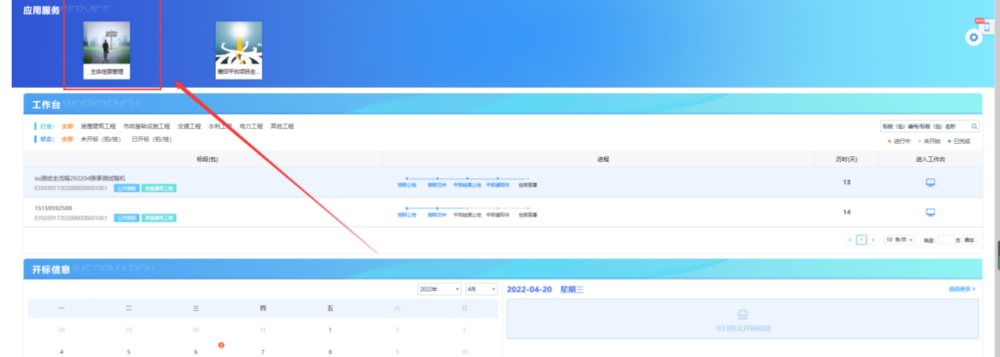 应用服务 SERVICE
主体信息管理
莆田平台项目全...
工作台 WORKBENCH
行业: 全部 房屋建筑工程 市政基础设施工程 交通工程 水利工程 电力工程 其他工程
标段（包）编号/标段（包）名称
状态: 全部 未开标（拍/挂） 已开标（拍/挂）
进行中 未开始 已完成
标段(包) 进程 历时(天) 进入工作台
xu测试全流程202204国泰测试随机
E3503017202000009001001 公开招标 房屋建筑工程
招标公告 招标文件 中标结果公告 中标通知书 合同签署
13
15159592588
E3503017202000008001001 公开招标 房屋建筑工程
招标公告 招标文件 中标结果公告 中标通知书 合同签署
14
1 10 条/页 跳至: 页 确定
开标信息 IMFORMATION
2022年 4月
2022-04-20 星期三 查看更多
一 二 三 四 五 六 日
28 29 30 31 1 2 3
今日暂无开标信息
4 5 6 2 7 8 9 10